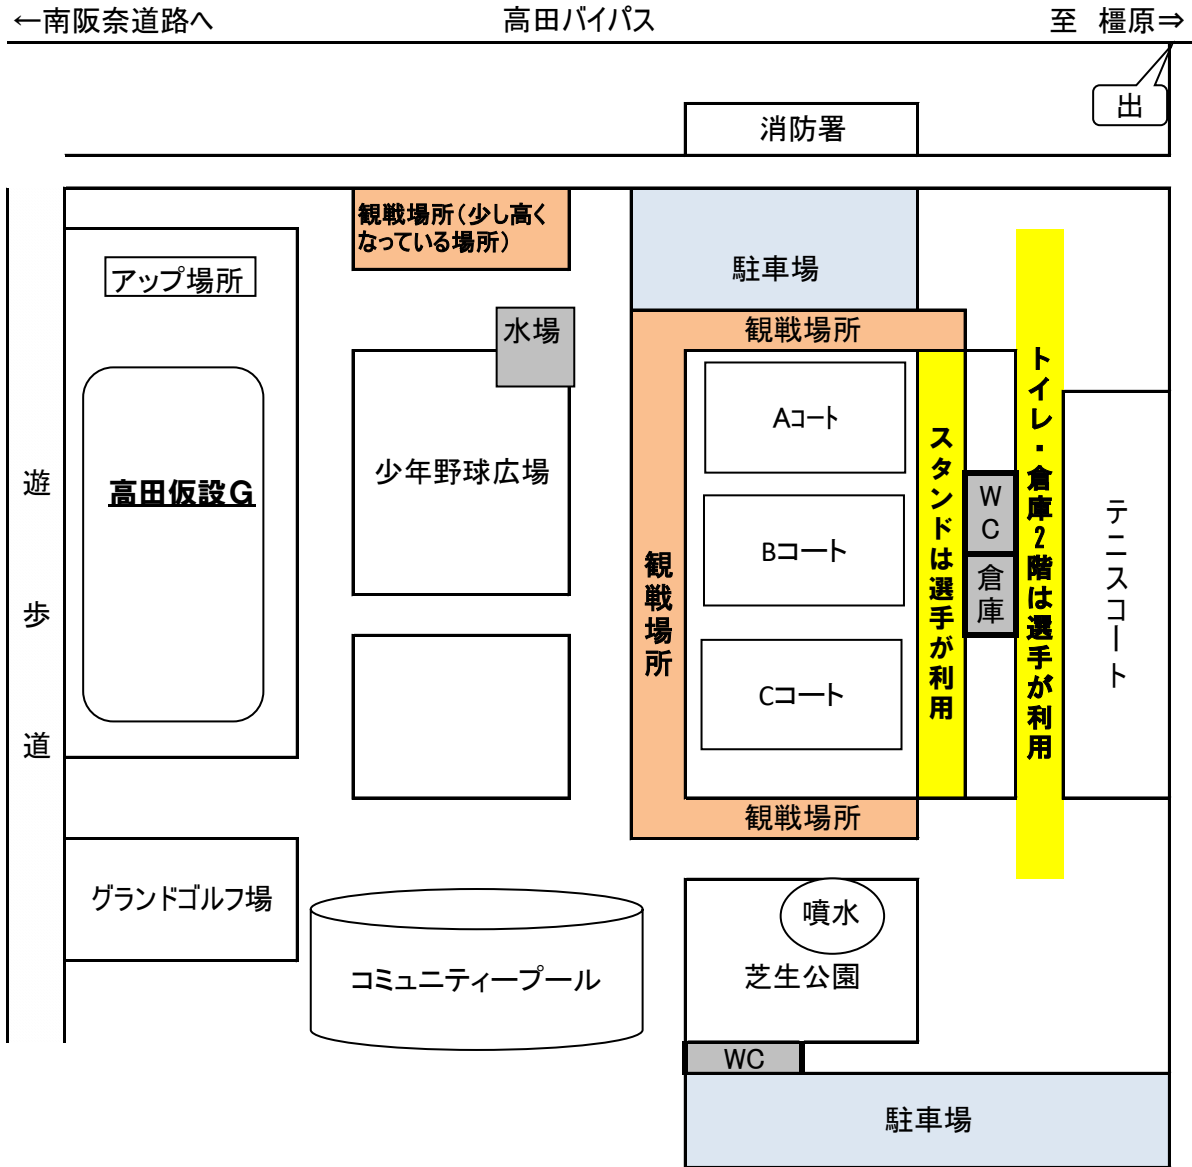 ←南阪奈道路へ
高田バイパス
至　橿原⇒
出
消防署
観戦場所（少し高く
なっている場所）
駐車場
アップ場所
水場
観戦場所
Aコート
少年野球広場
高田仮設G
Bコート
Cコート
観戦場所
スタンドは選手が利用
WC
倉庫
トイレ・倉庫2階は選手が利用
テニスコート
遊歩道
観戦場所
グランドゴルフ場
コミュニティープール
噴水
芝生公園
WC
駐車場